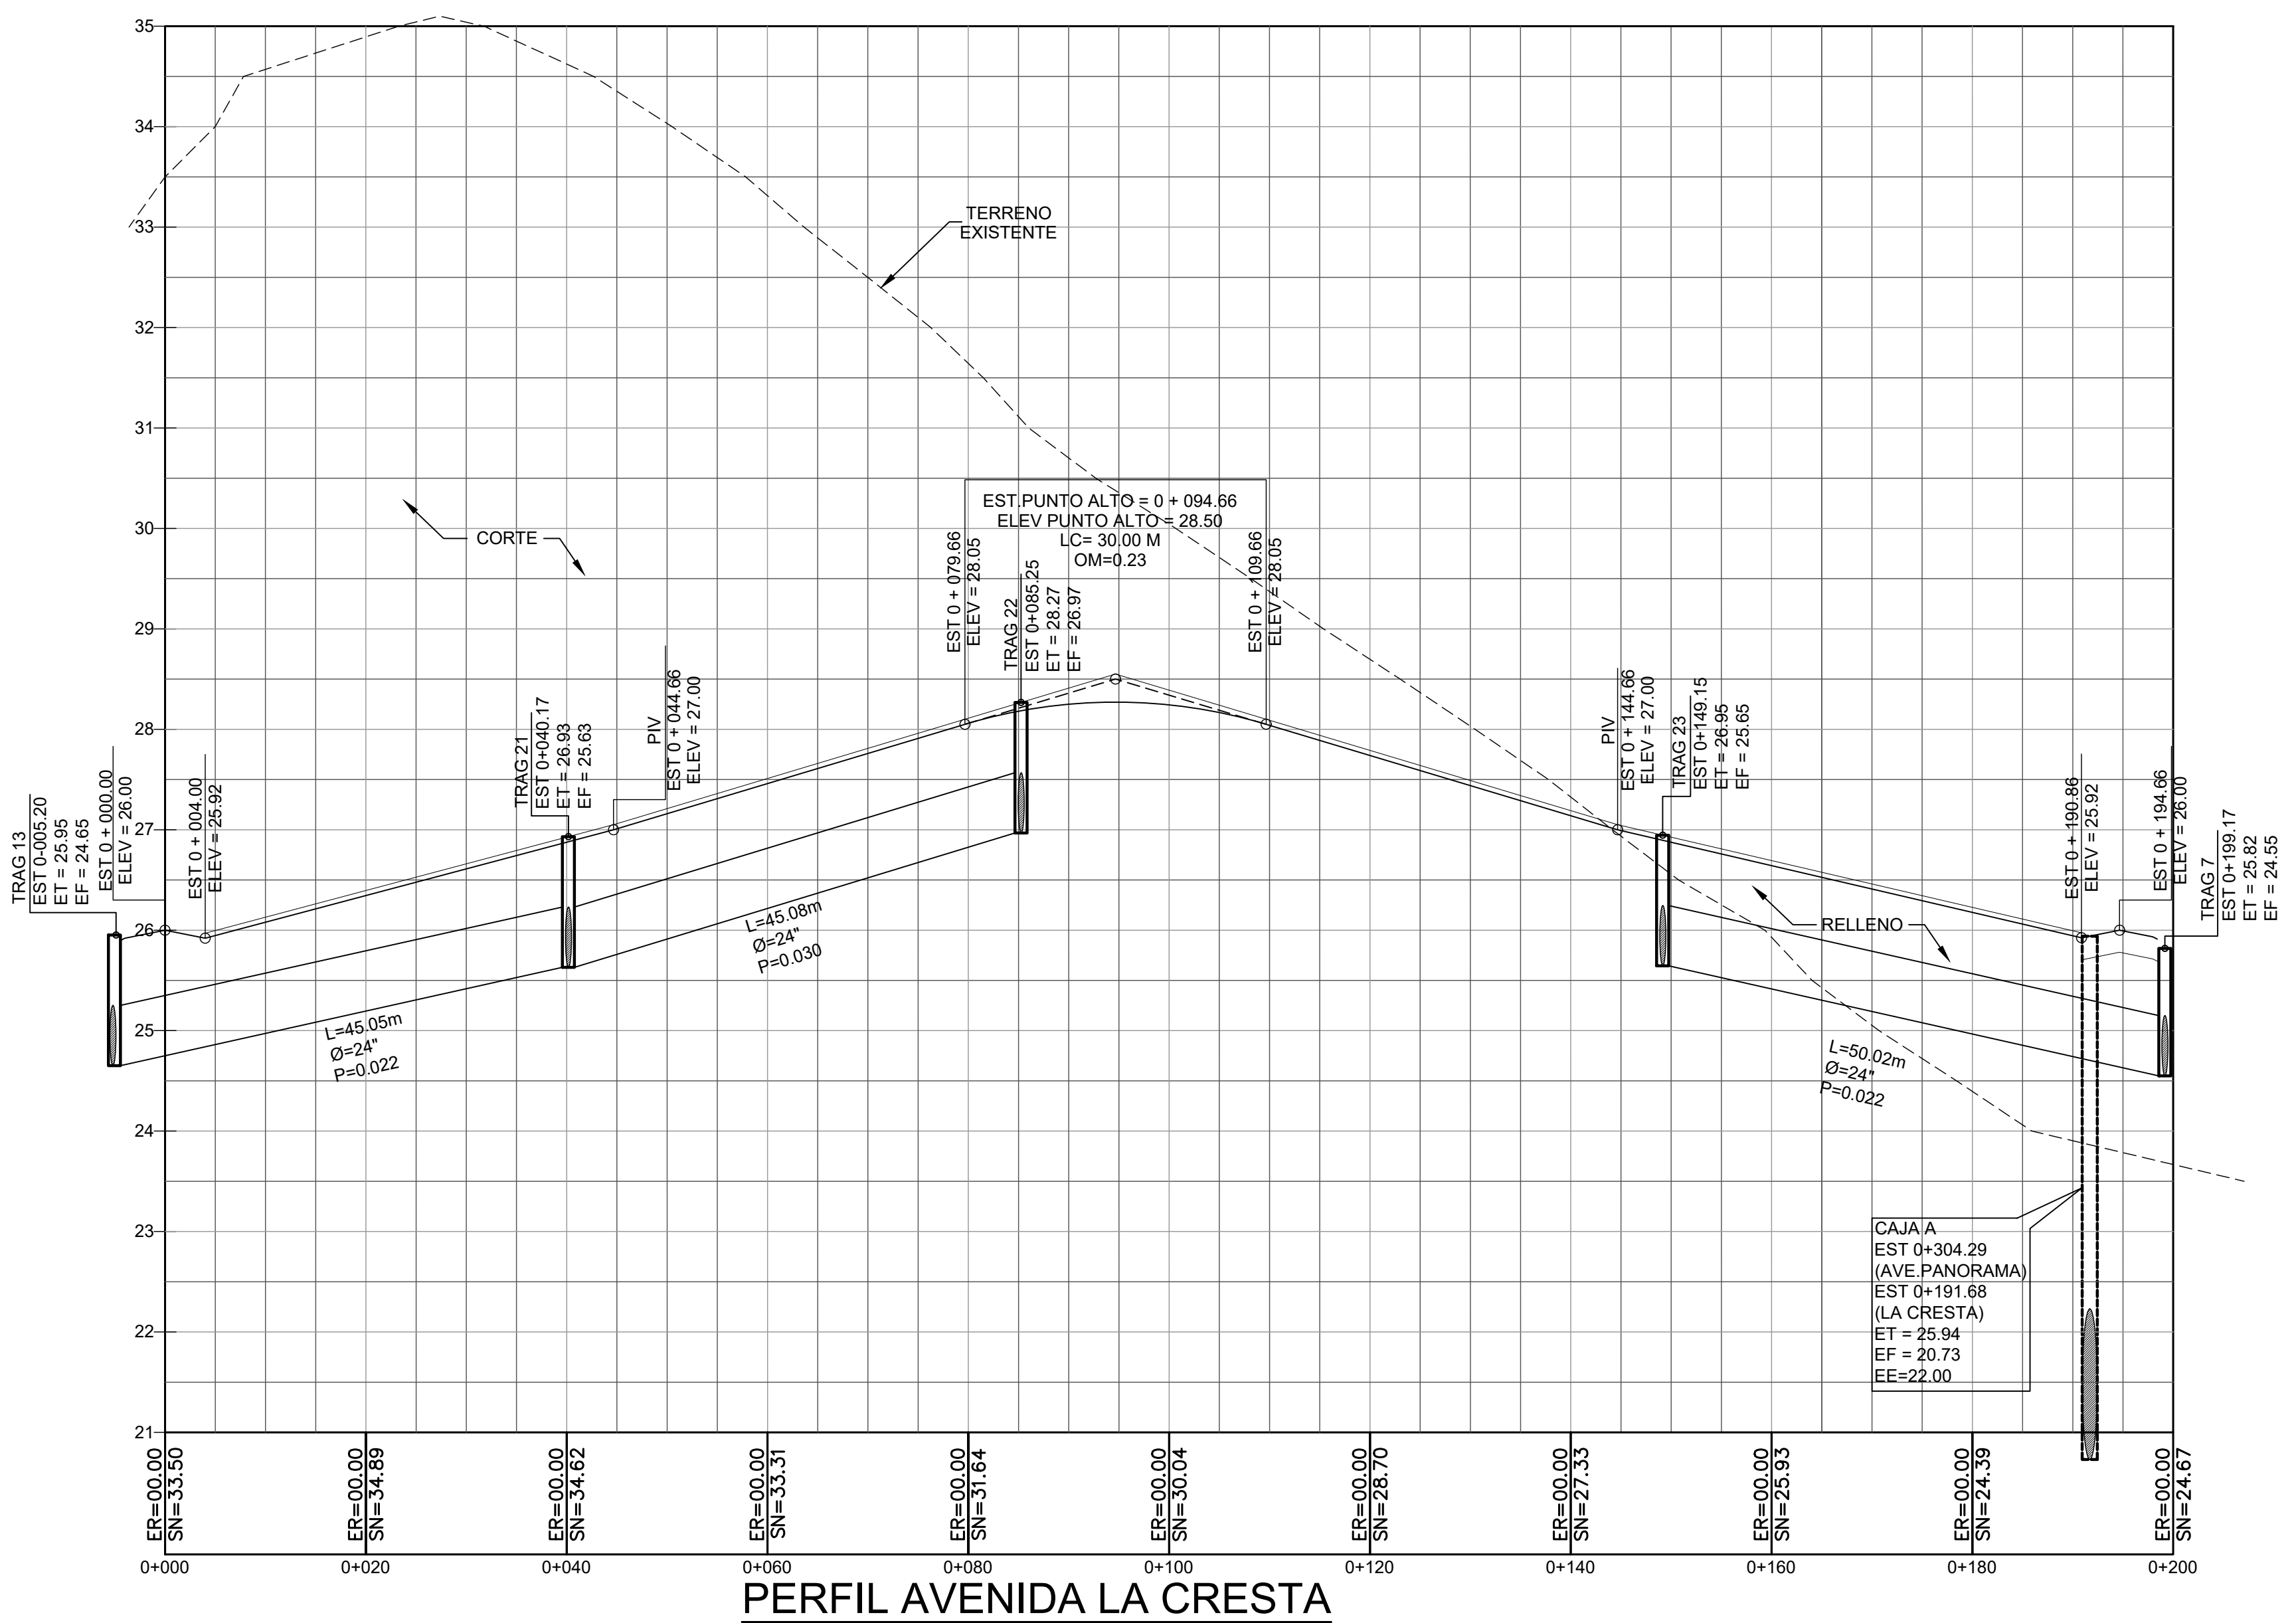 35
34
33
32
31
30
29
28
27
26
25
24
23
22
21
TERRENO
EXISTENTE
CORTE
EST.PUNTO ALTO = 0 + 094.66
ELEV PUNTO ALTO = 28.50
LC= 30.00 M
OM=0.23
TRAG 13
EST 0-005.20
ET = 25.95
EF = 24.65
EST 0 + 000.00
ELEV = 26.00
EST 0 + 004.00
ELEV = 25.92
TRAG 21
EST 0+040.17
ET = 26.93
EF = 25.63
PIV
EST 0 + 044.66
ELEV = 27.00
EST 0 + 079.66
ELEV = 28.05
TRAG 22
EST 0+085.25
ET = 28.27
EF = 26.97
EST 0 + 109.66
ELEV = 28.05
PIV
EST 0 + 144.66
ELEV = 27.00
TRAG 23
EST 0+149.15
ET = 26.95
EF = 25.65
EST 0 + 190.86
ELEV = 25.92
EST 0 + 194.66
ELEV = 26.00
TRAG 7
EST 0+199.17
ET = 25.82
EF = 24.55
RELLENO
L=45.05m
Ø=24"
P=0.022
L=45.08m
Ø=24"
P=0.030
L=50.02m
Ø=24"
P=0.022
CAJA A
EST 0+304.29
(AVE.PANORAMA)
EST 0+191.68
(LA CRESTA)
ET = 25.94
EF = 20.73
EE=22.00
ER=00.00
SN=33.50
ER=00.00
SN=34.89
ER=00.00
SN=34.62
ER=00.00
SN=33.31
ER=00.00
SN=31.64
ER=00.00
SN=30.04
ER=00.00
SN=28.70
ER=00.00
SN=27.33
ER=00.00
SN=25.93
ER=00.00
SN=24.39
ER=00.00
SN=24.67
0+000
0+020
0+040
0+060
0+080
0+100
0+120
0+140
0+160
0+180
0+200
PERFIL AVENIDA LA CRESTA